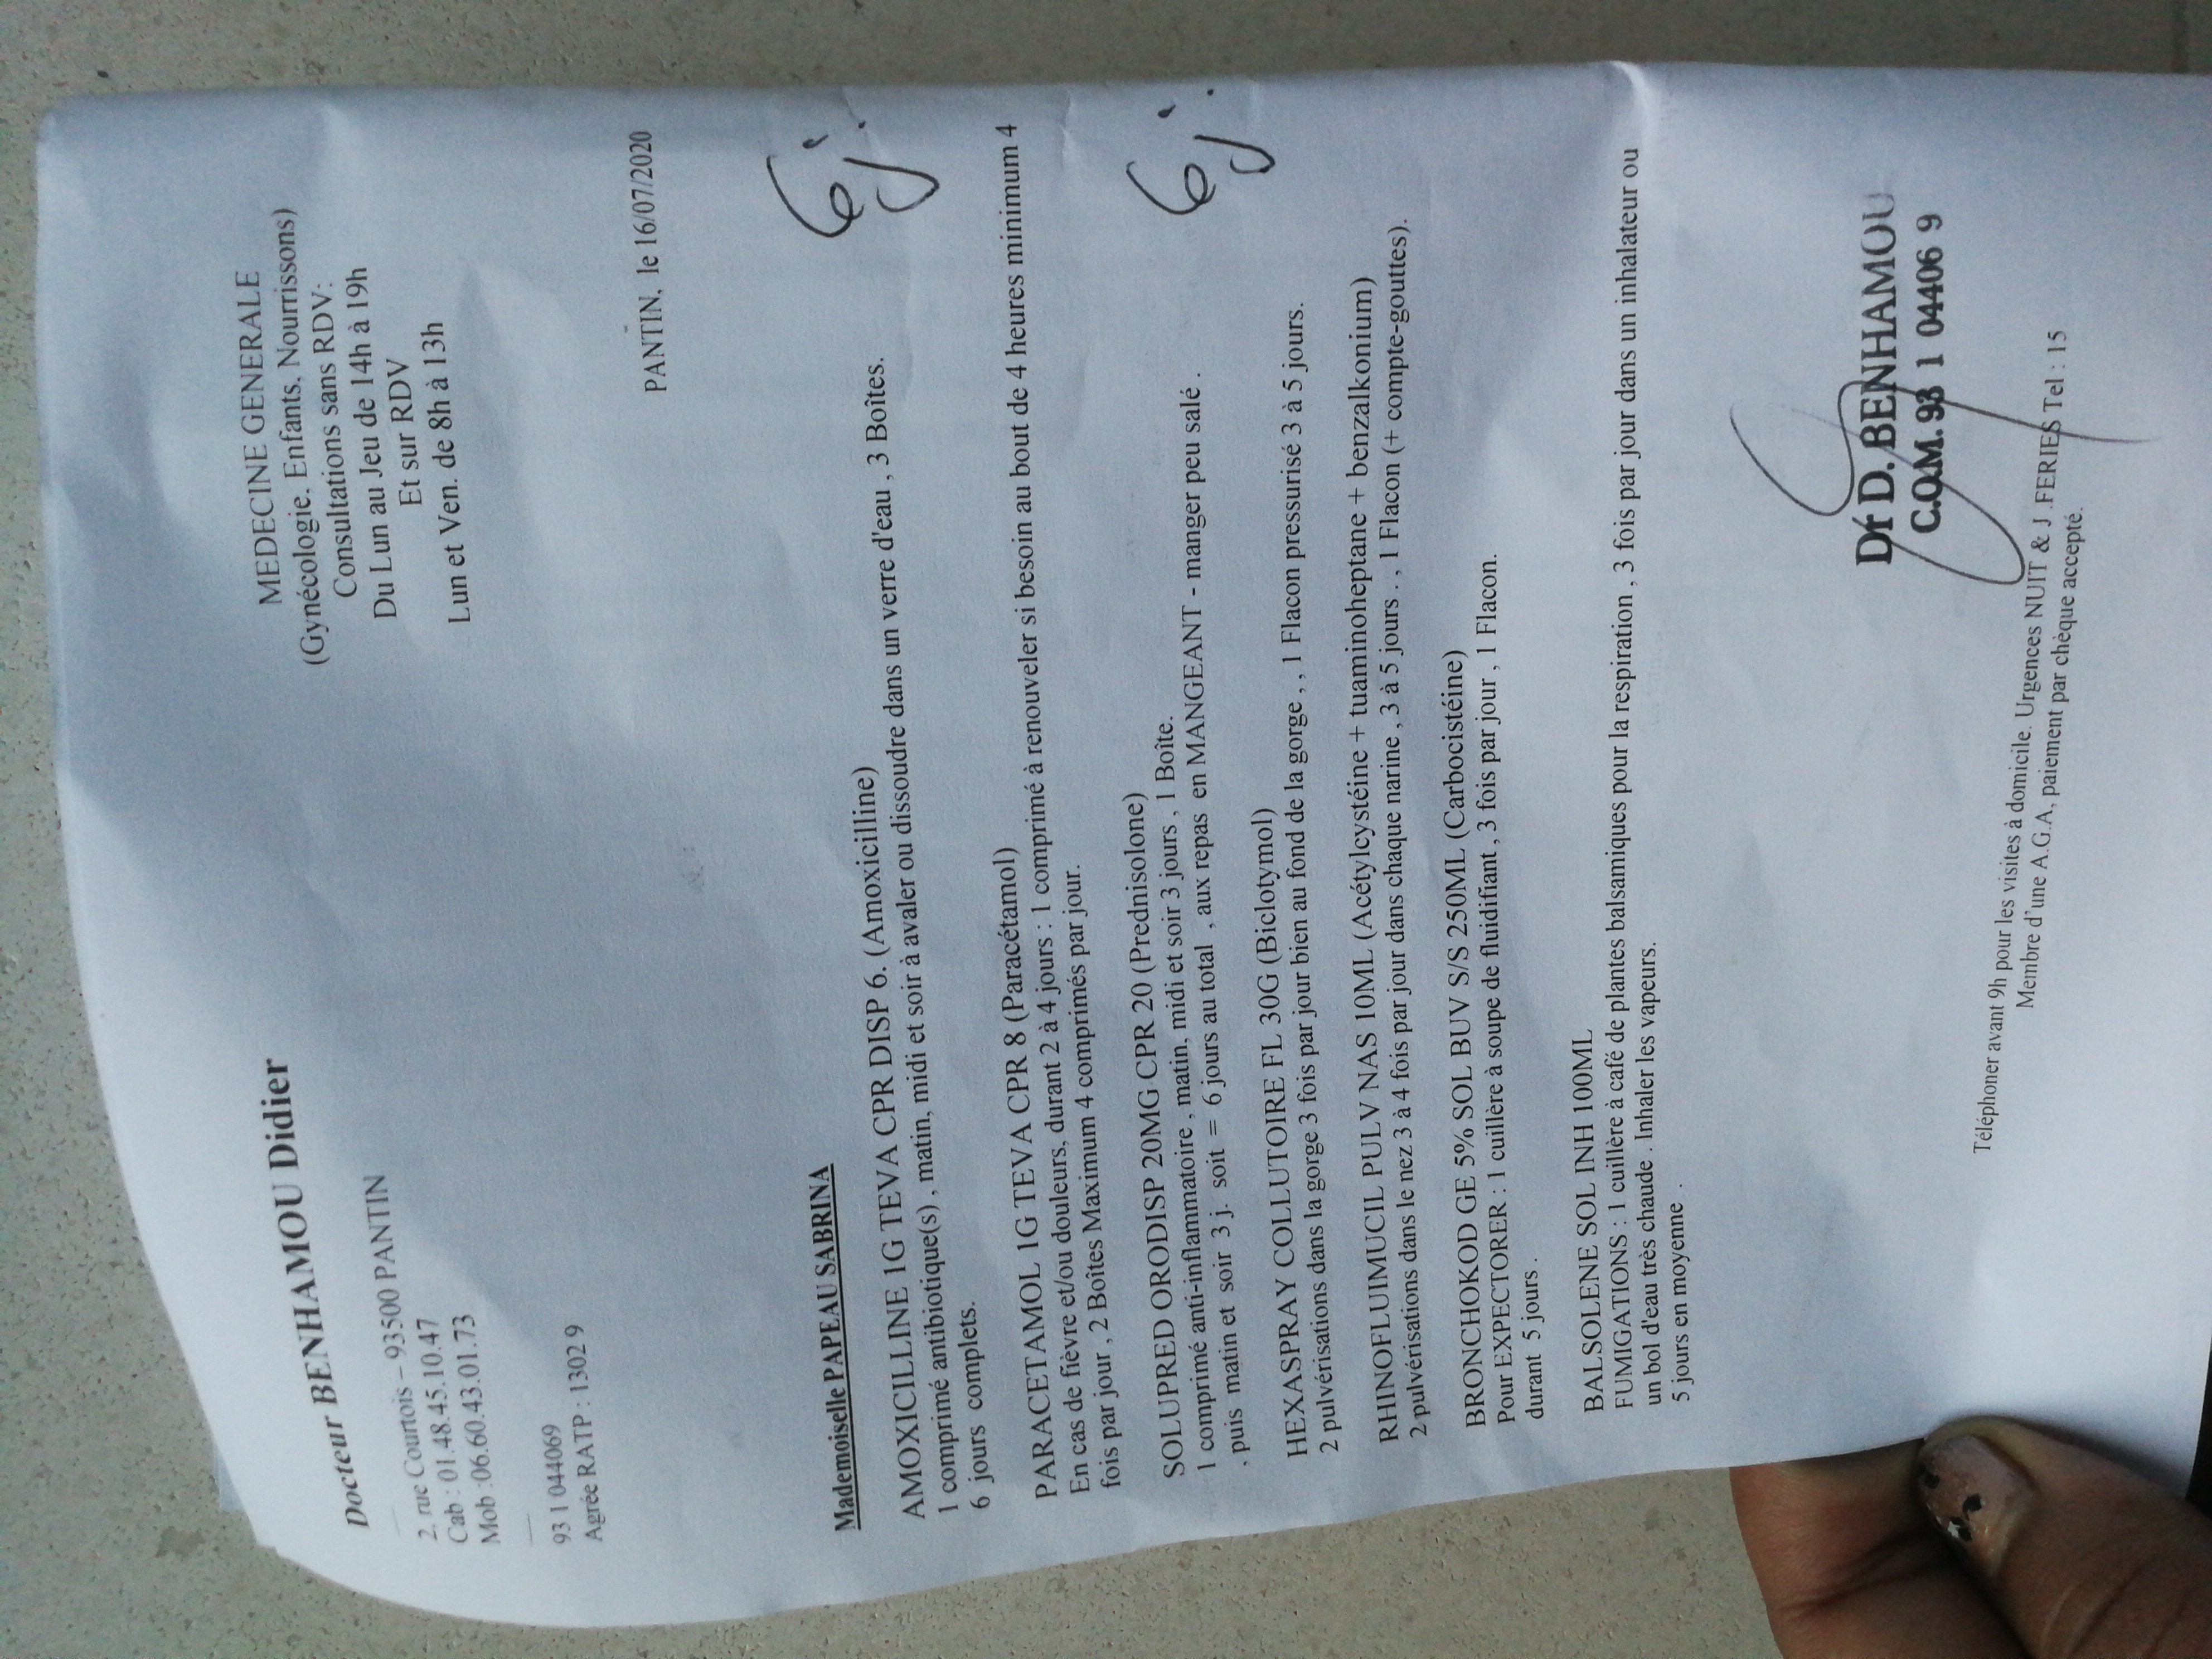 Docteur BENHAMOU Didier
2, rue Courtois – 93500 PANTIN
Cab : 01.48.45.10.47
Mob :06.60.43.01.73
93 1 044069
Agrée RATP : 1302 9
MEDECINE GENERALE
(Gynécologie. Enfants. Nourrissons)
Consultations sans RDV:
Du Lun au Jeu de 14h à 19h
Et sur RDV
Lun et Ven. de 8h à 13h
PANTIN, le 16/07/2020
Mademoiselle PAPEAU SABRINA
AMOXICILLINE 1G TEVA CPR DISP 6. (Amoxicilline)
1 comprimé antibiotique(s) , matin, midi et soir à avaler ou dissoudre dans un verre d'eau , 3 Boîtes.
6 jours complets.
6j.
PARACETAMOL 1G TEVA CPR 8 (Paracétamol)
En cas de fièvre et/ou douleurs, durant 2 à 4 jours : 1 comprimé à renouveler si besoin au bout de 4 heures minimum 4
fois par jour , 2 Boîtes Maximum 4 comprimés par jour.
SOLUPRED ORODISP 20MG CPR 20 (Prednisolone)
1 comprimé anti-inflammatoire , matin, midi et soir 3 jours , 1 Boîte.
, puis matin et soir 3 j. soit = 6 jours au total , aux repas en MANGEANT - manger peu salé .
6j.
HEXASPRAY COLLUTOIRE FL 30G (Biclotymol)
2 pulvérisations dans la gorge 3 fois par jour bien au fond de la gorge , , 1 Flacon pressurisé 3 à 5 jours.
RHINOFLUIMUCIL PULV NAS 10ML (Acétylcystéine + tuaminoheptane + benzalkonium)
2 pulvérisations dans le nez 3 à 4 fois par jour dans chaque narine , 3 à 5 jours . , 1 Flacon (+ compte-gouttes).
BRONCHOKOD GE 5% SOL BUV S/S 250ML (Carbocistéine)
Pour EXPECTORER : 1 cuillère à soupe de fluidifiant , 3 fois par jour , 1 Flacon.
durant 5 jours .
BALSOLENE SOL INH 100ML
FUMIGATIONS : 1 cuillère à café de plantes balsamiques pour la respiration , 3 fois par jour dans un inhalateur ou
un bol d'eau très chaude . Inhaler les vapeurs.
5 jours en moyenne .
Dr D. BENHAMOU
C.O.M. 93 1 04406 9
Téléphoner avant 9h pour les visites à domicile. Urgences NUIT & J .FERIES Tel : 15
Membre d'une A.G.A, paiement par chèque accepté.